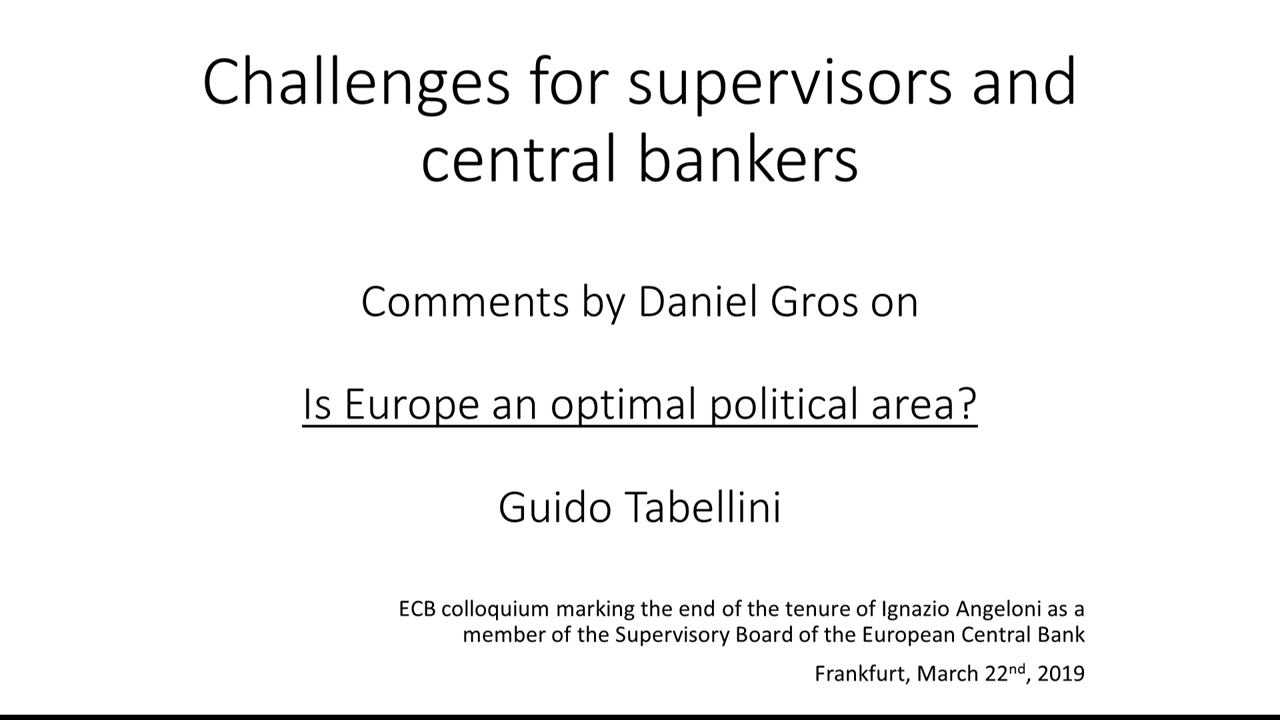 Challenges for supervisors and
central bankers
Comments by Daniel Gros on
Is Europe an optimal political area?
Guido Tabellini
ECB colloquium marking the end of the tenure of Ignazio Angeloni as a
member of the Supervisory Board of the European Central Bank
Frankfurt, March 22nd, 2019